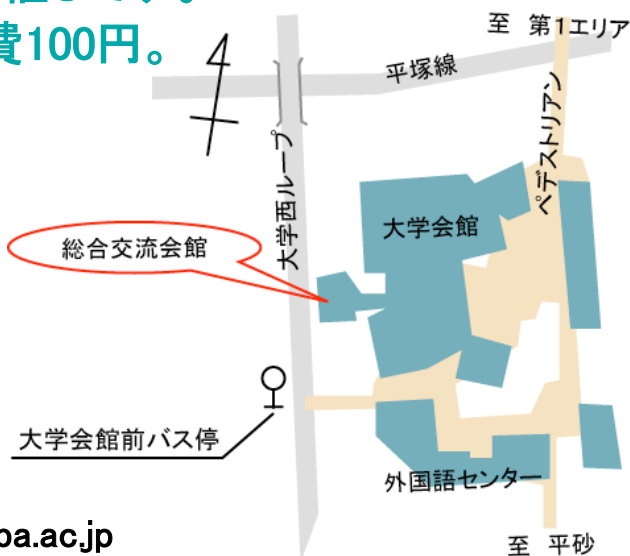 至 第1エリア
費100円。
平塚線
ペデストリアン
大学西ループ
大学会館
総合交流会館
大学会館前バス停
外国語センター
ba.ac.jp
至 平砂